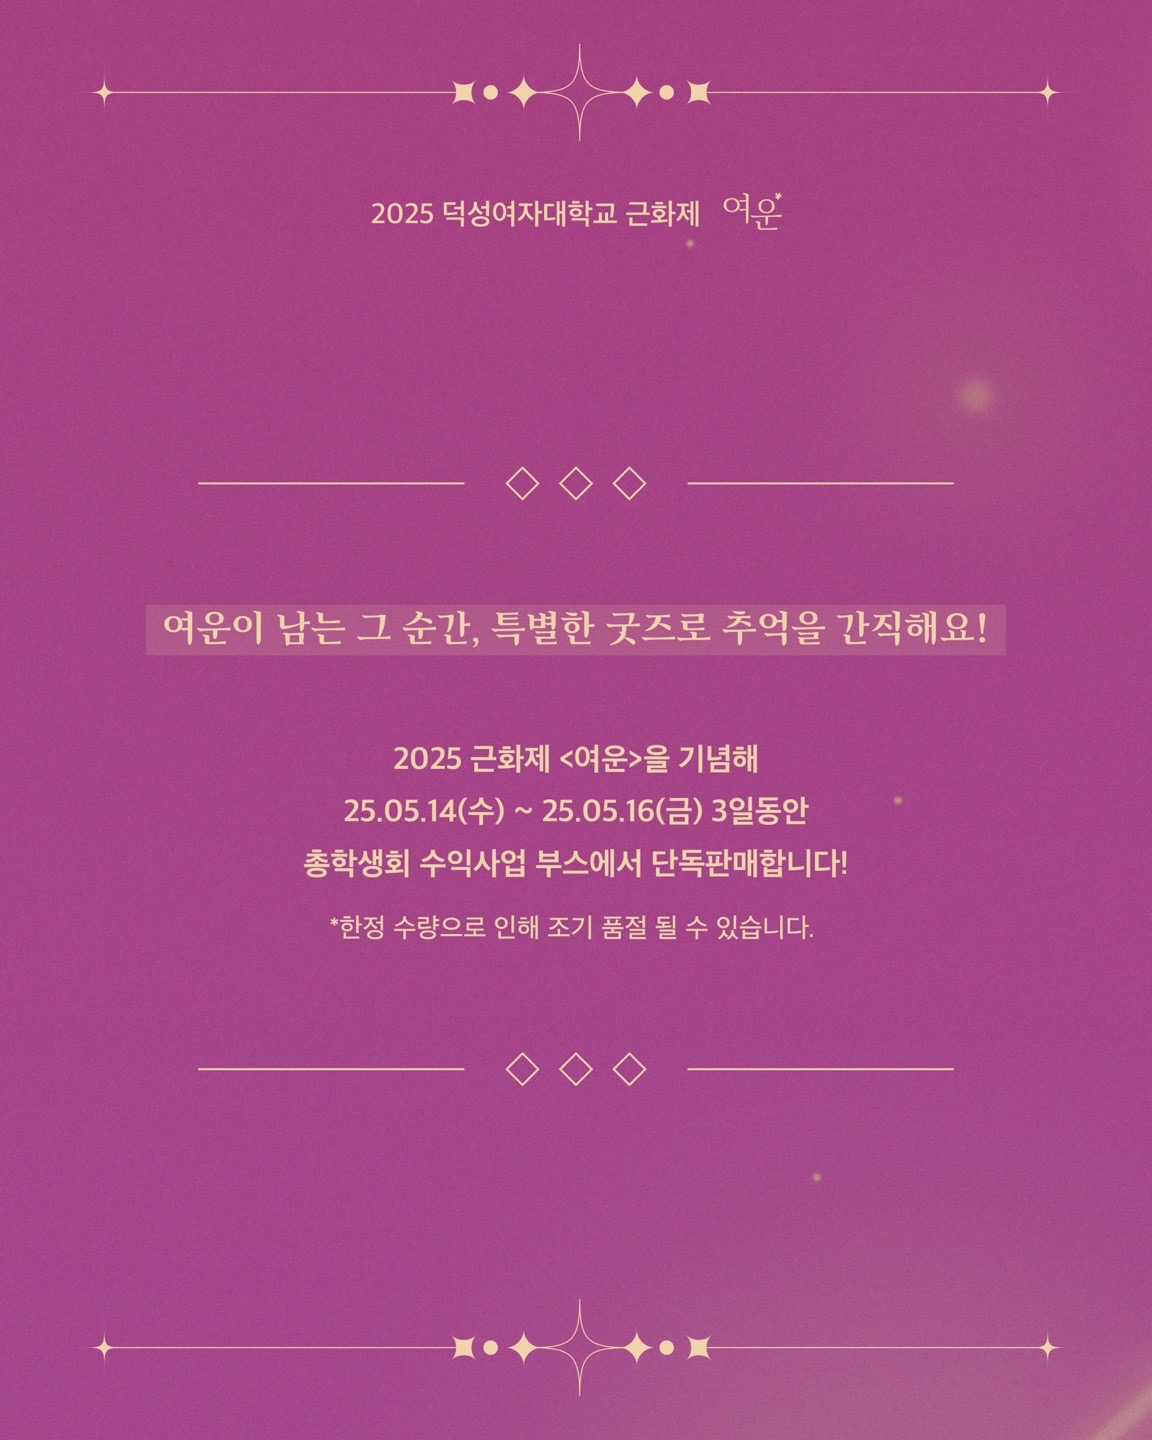 2025 덕성여자대학교 근화제 여운
여운이 남는 그 순간, 특별한 굿즈로 추억을 간직해요!
2025 근화제 <여운>을 기념해
25.05.14(수) ~ 25.05.16(금) 3일동안
총학생회 수익사업 부스에서 단독판매합니다!
*한정 수량으로 인해 조기 품절 될 수 있습니다.